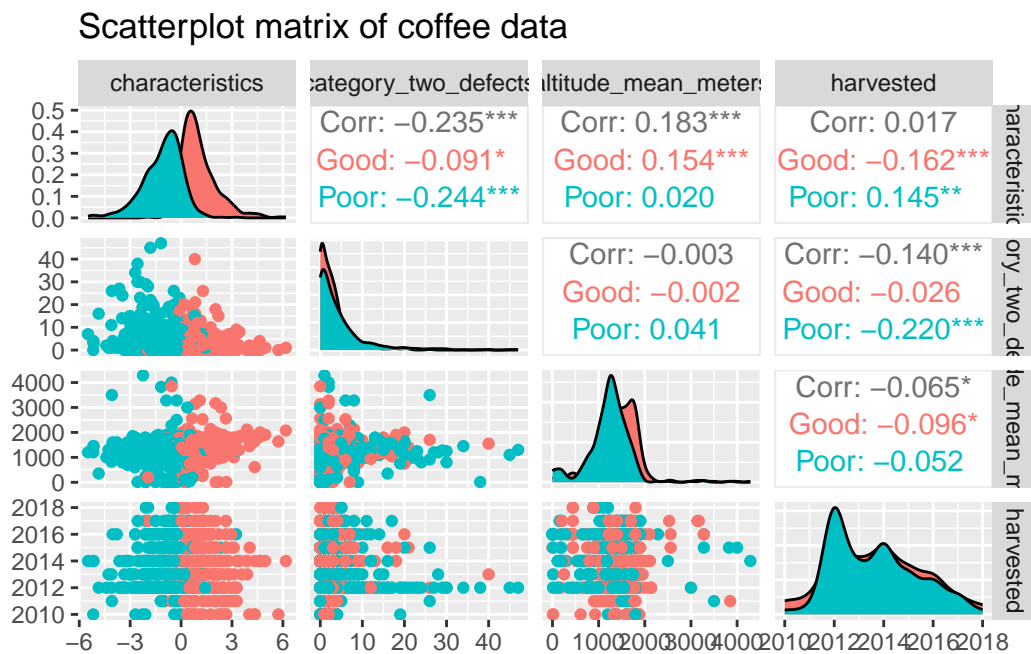 Scatterplot matrix of coffee data
characteristics category_two_defects altitude_mean_meters harvested
0.5
0.4
0.3
0.2
0.1
0.0
Corr: −0.235*** Corr: 0.183*** Corr: 0.017
Good: −0.091* Good: 0.154*** Good: −0.162***
Poor: −0.244*** Poor: 0.020 Poor: 0.145**
haracteristic
40
30
20
10
0
Corr: −0.003 Corr: −0.140***
Good: −0.002 Good: −0.026
Poor: 0.041 Poor: −0.220***
ory_two_de
4000
3000
2000
1000
0
Corr: −0.065*
Good: −0.096*
Poor: −0.052
de_mean_m
2018
2016
2014
2012
2010
harvested
−6 −3 0 3 6 0 10 20 30 40 0 1000 2000 3000 4000 2010 2012 2014 2016 2018